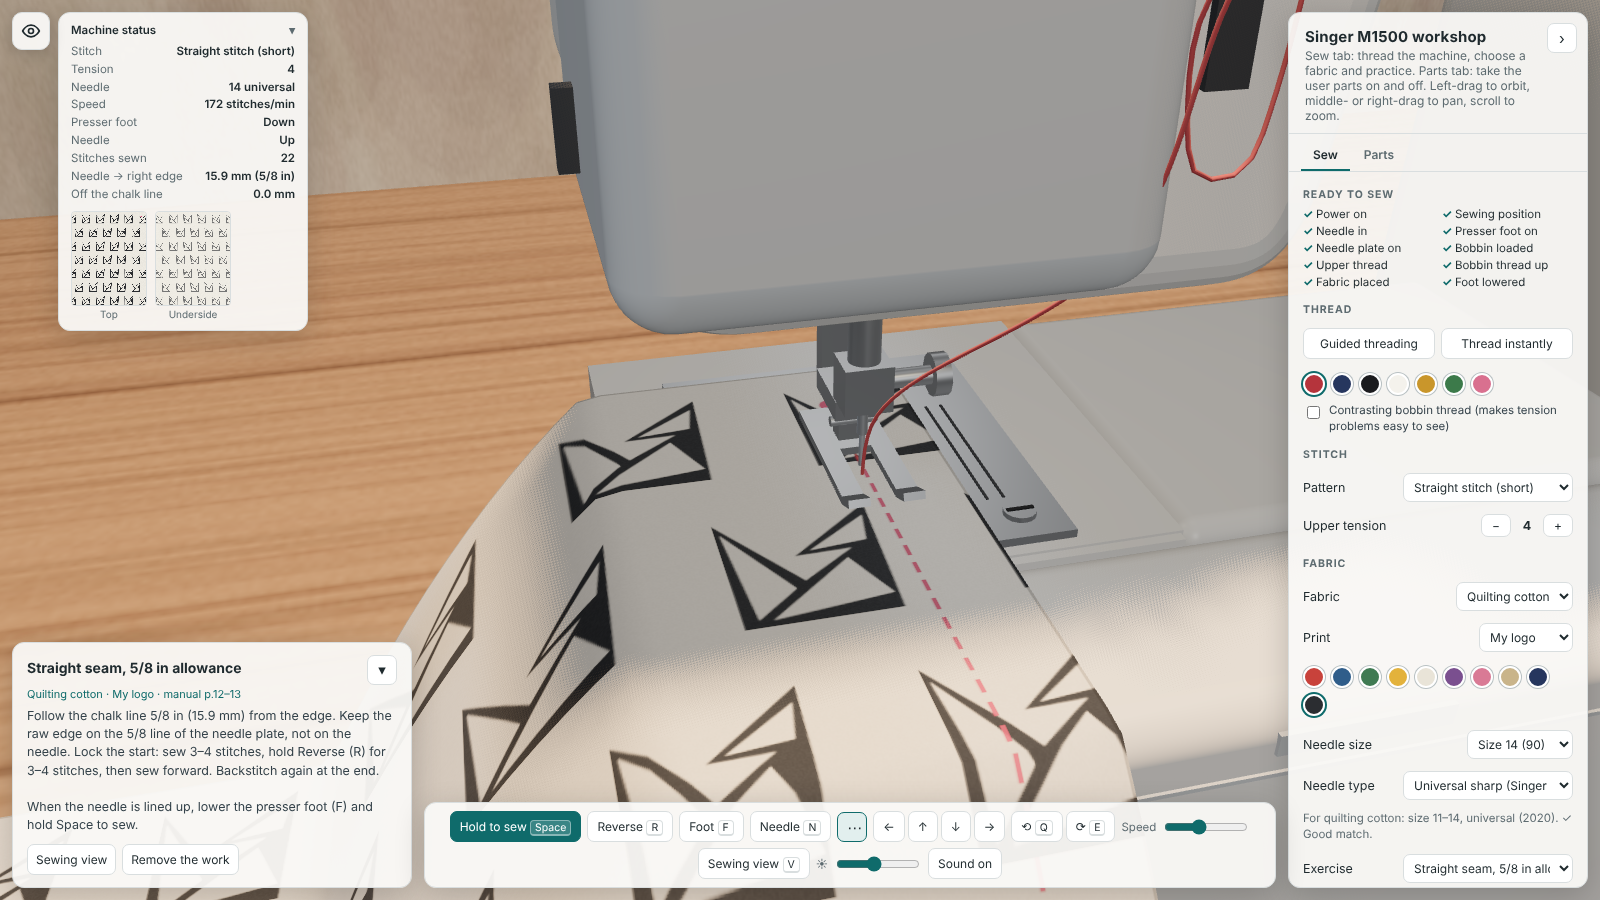 Machine status ▾
Stitch Straight stitch (short)
Tension 4
Needle 14 universal
Speed 172 stitches/min
Presser foot Down
Needle Up
Stitches sewn 22
Needle → right edge 15.9 mm (5/8 in)
Off the chalk line 0.0 mm
Top Underside
Straight seam, 5/8 in allowance ▾
Quilting cotton · My logo · manual p.12–13
Follow the chalk line 5/8 in (15.9 mm) from the edge. Keep the
raw edge on the 5/8 line of the needle plate, not on the
needle. Lock the start: sew 3–4 stitches, hold Reverse (R) for
3–4 stitches, then sew forward. Backstitch again at the end.
When the needle is lined up, lower the presser foot (F) and
hold Space to sew.
Sewing view Remove the work
Hold to sew Space Reverse R Foot F Needle N ... ← ↑ ↓ → ⟲ Q ⟳ E Speed
Sewing view V ☀ Sound on
Singer M1500 workshop ›
Sew tab: thread the machine, choose a
fabric and practice. Parts tab: take the
user parts on and off. Left-drag to orbit,
middle- or right-drag to pan, scroll to
zoom.
Sew Parts
READY TO SEW
✓ Power on ✓ Sewing position
✓ Needle in ✓ Presser foot on
✓ Needle plate on ✓ Bobbin loaded
✓ Upper thread ✓ Bobbin thread up
✓ Fabric placed ✓ Foot lowered
THREAD
Guided threading Thread instantly
Contrasting bobbin thread (makes tension
problems easy to see)
STITCH
Pattern Straight stitch (short)
Upper tension − 4 +
FABRIC
Fabric Quilting cotton
Print My logo
Needle size Size 14 (90)
Needle type Universal sharp (Singer
For quilting cotton: size 11–14, universal (2020). ✓
Good match.
Exercise Straight seam, 5/8 in allo